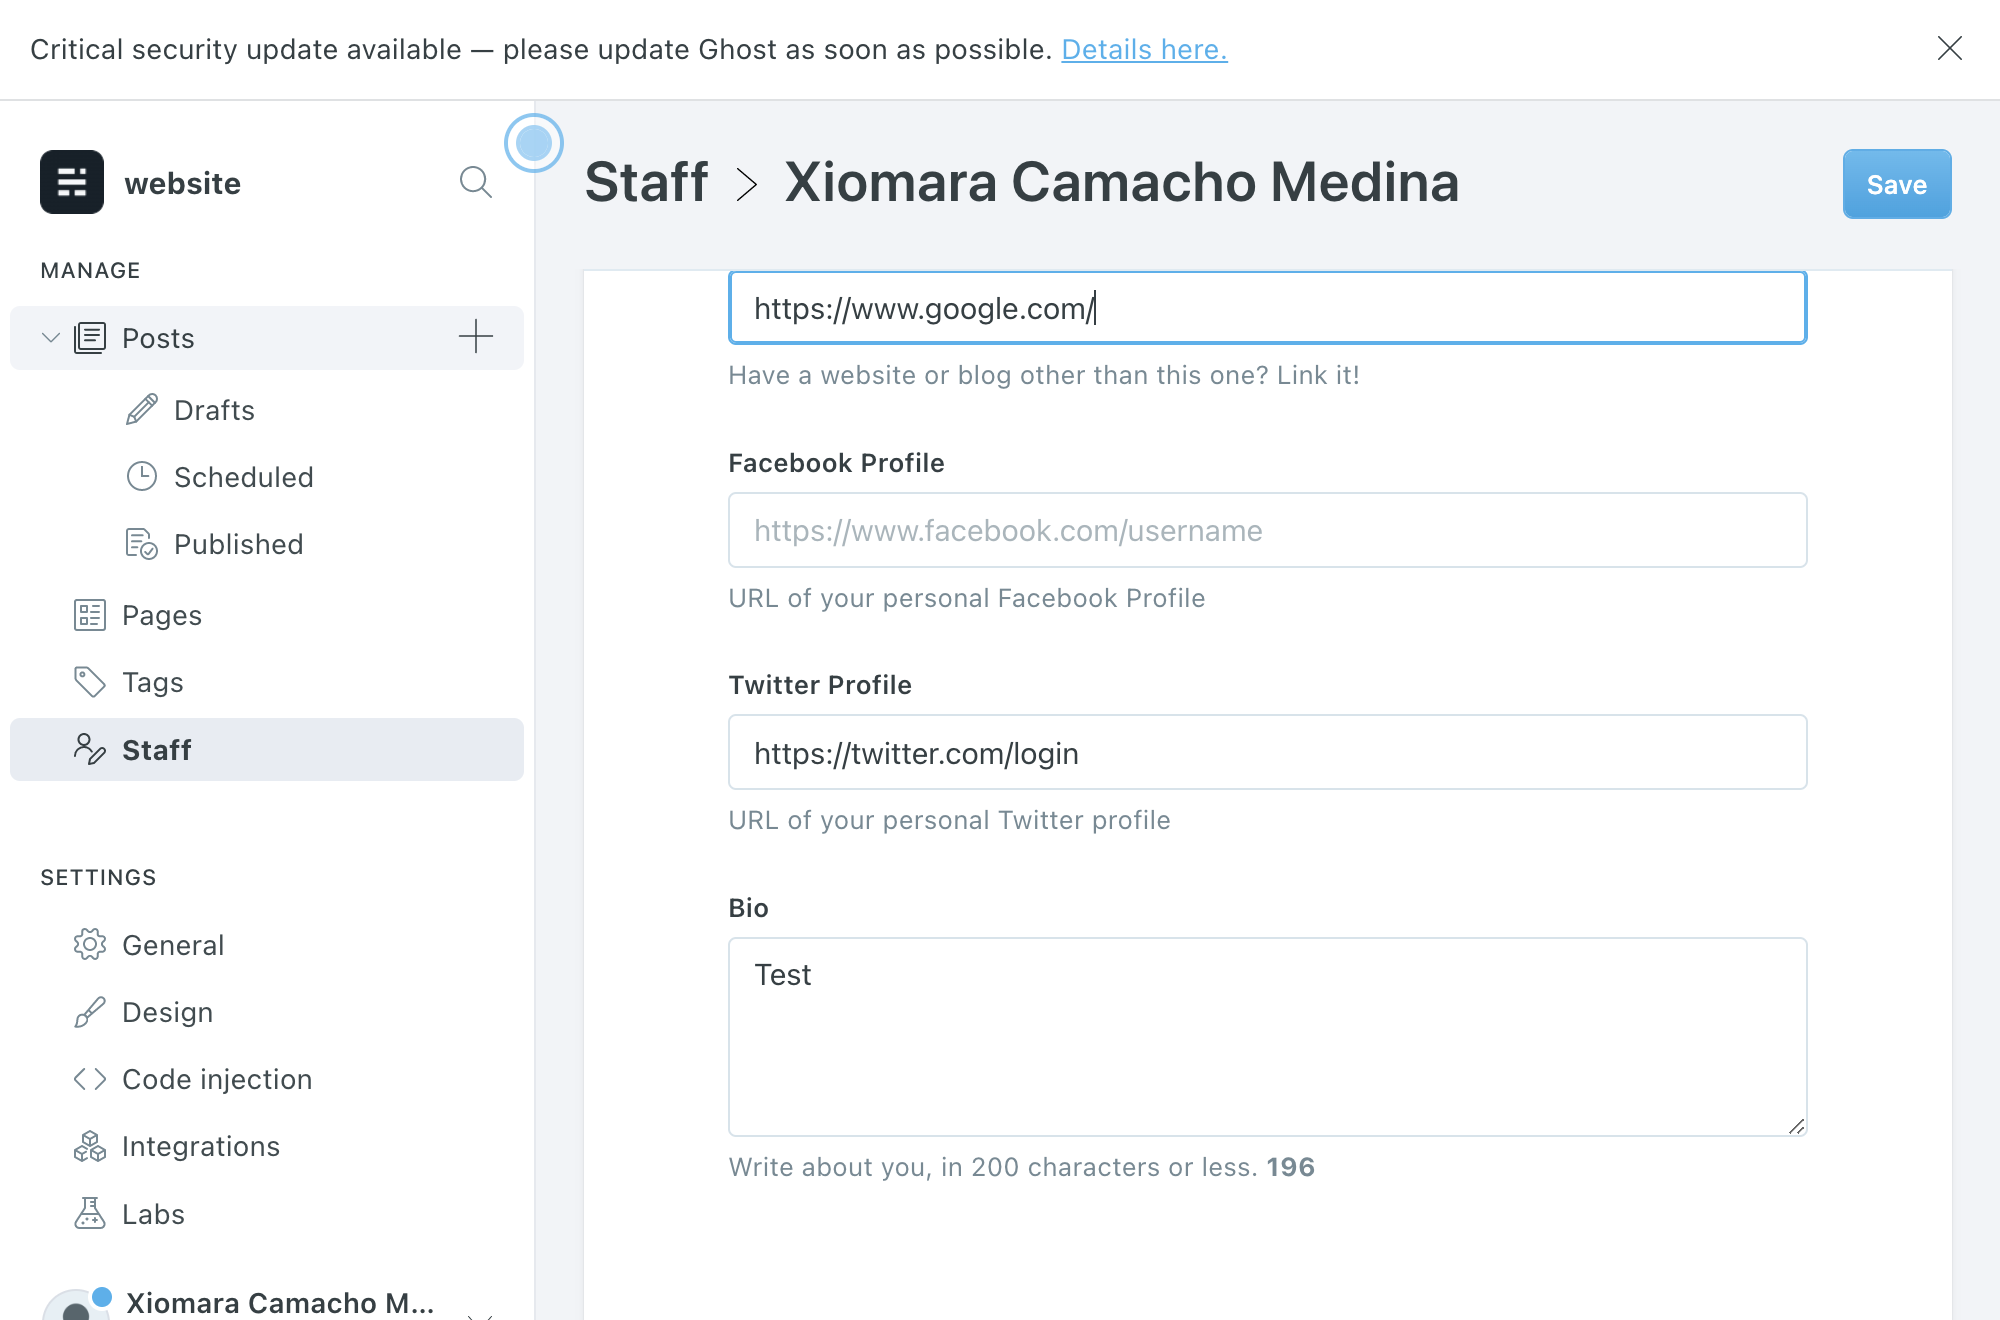 Critical security update available — please update Ghost as soon as possible. Details here.
website
MANAGE
Posts
Drafts
Scheduled
Published
Pages
Tags
Staff
SETTINGS
General
Design
Code injection
Integrations
Labs
Xiomara Camacho M...
Staff > Xiomara Camacho Medina
Save
https://www.google.com/
Have a website or blog other than this one? Link it!
Facebook Profile
https://www.facebook.com/username
URL of your personal Facebook Profile
Twitter Profile
https://twitter.com/login
URL of your personal Twitter profile
Bio
Test
Write about you, in 200 characters or less. 196